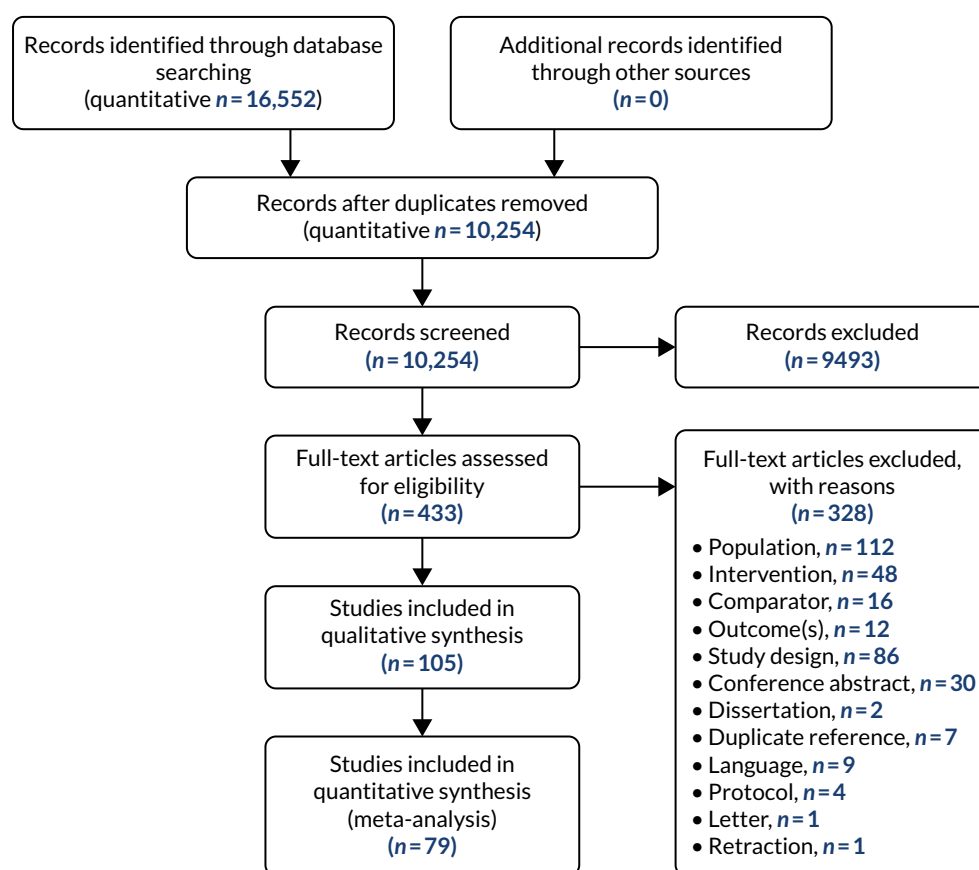 Records identified through database
searching
(quantitative n=16,552)
Additional records identified
through other sources
(n=0)
Records after duplicates removed
(quantitative n=10,254)
Records screened
(n=10,254)
Records excluded
(n=9493)
Full-text articles assessed
for eligibility
(n=433)
Full-text articles excluded,
with reasons
(n=328)
• Population, n=112
• Intervention, n=48
• Comparator, n=16
• Outcome(s), n=12
• Study design, n=86
• Conference abstract, n=30
• Dissertation, n=2
• Duplicate reference, n=7
• Language, n=9
• Protocol, n=4
• Letter, n=1
• Retraction, n=1
Studies included in
qualitative synthesis
(n=105)
Studies included in
quantitative synthesis
(meta-analysis)
(n=79)